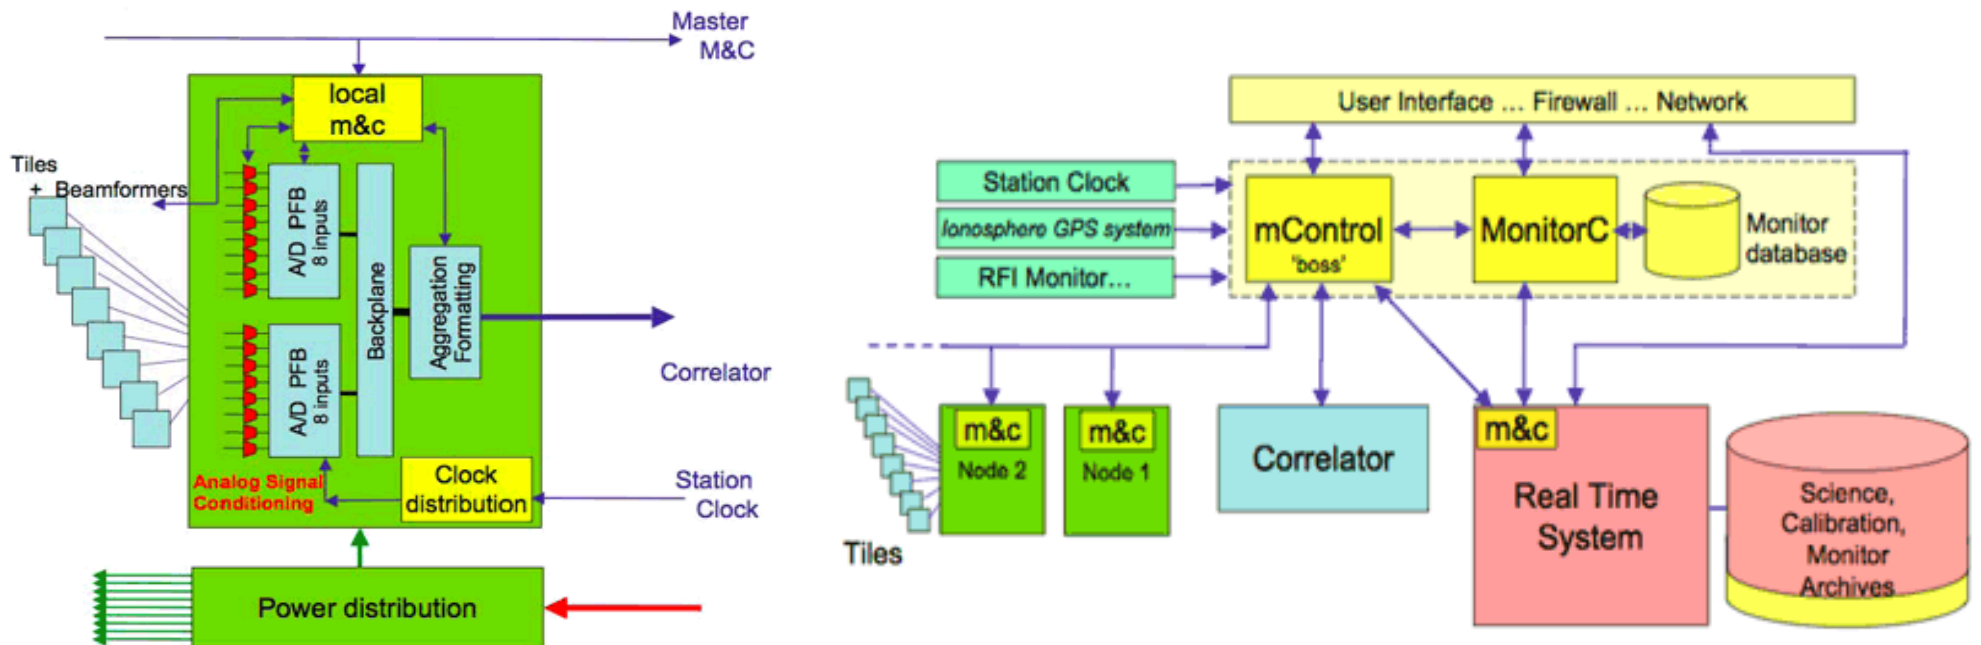 Master
M&C
local
m&c
Tiles
+ Beamformers
A/D PFB
8 inputs
A/D PFB
8 inputs
Backplane
Aggregation
Formatting
Correlator
Analog Signal
Conditioning
Clock
distribution
Station
Clock
Power distribution
User Interface ... Firewall ... Network
Station Clock
Ionosphere GPS system
RFI Monitor...
mControl
'boss'
MonitorC
Monitor
database
m&c
Node 2
m&c
Node 1
Tiles
Correlator
m&c
Real Time
System
Science,
Calibration,
Monitor
Archives